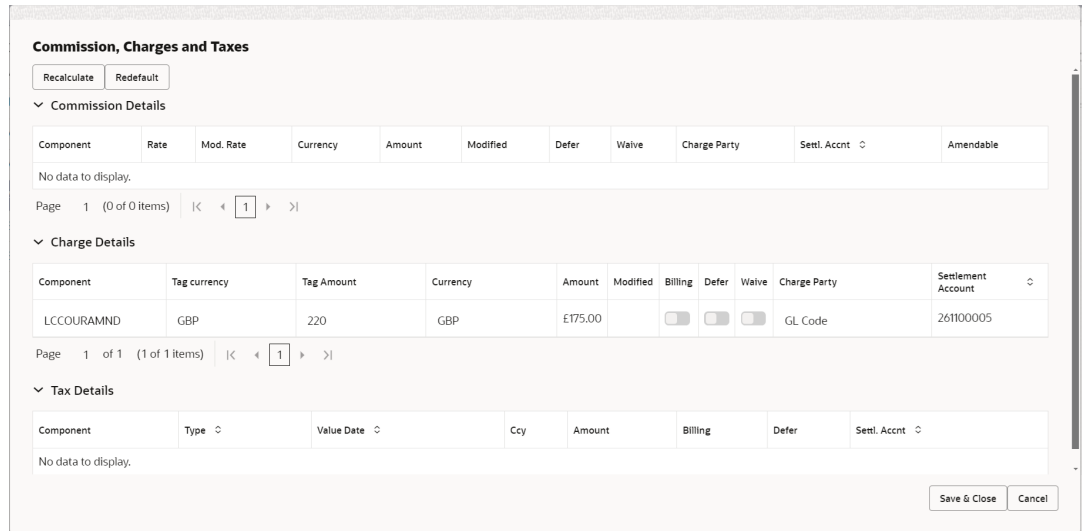 Commission, Charges and Taxes
Recalculate Redefault
Commission Details
Component Rate Mod. Rate Currency Amount Modified Defer Waive Charge Party Settl. Accnt Amendable
No data to display.
Page 1 (0 of 0 items) 1
Charge Details
Component Tag currency Tag Amount Currency Amount Modified Billing Defer Waive Charge Party Settlement Account
LCCOURAMND GBP 220 GBP £175.00 GL Code 261100005
Page 1 of 1 (1 of 1 items) 1
Tax Details
Component Type Value Date Ccy Amount Billing Defer Settl. Accnt
No data to display.
Save & Close Cancel